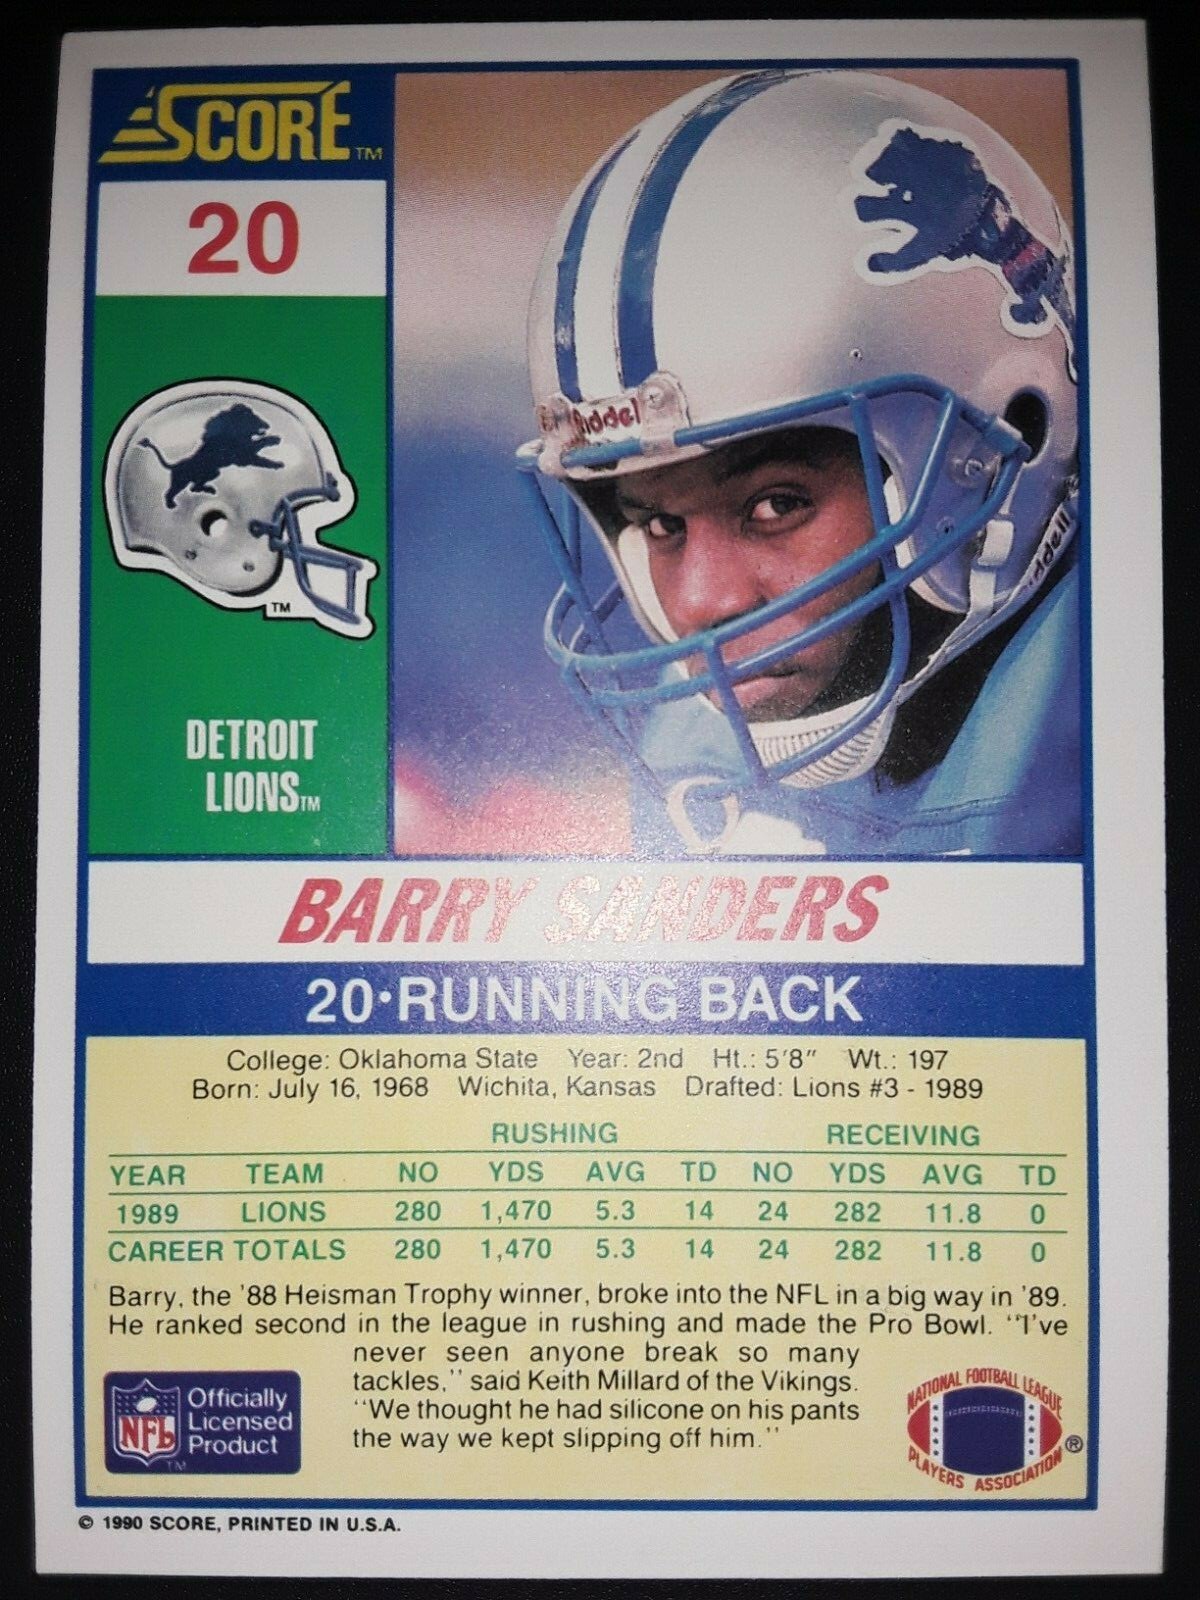 SCORE™
20
Riddell
Riddell
TM
DETROIT
LIONS™
BARRY SANDERS
20·RUNNING BACK
College: Oklahoma State Year: 2nd Ht.: 5'8" Wt.: 197
Born: July 16, 1968 Wichita, Kansas Drafted: Lions #3 - 1989
RUSHING RECEIVING
YEAR TEAM NO YDS AVG TD NO YDS AVG TD
1989 LIONS 280 1,470 5.3 14 24 282 11.8 0
CAREER TOTALS 280 1,470 5.3 14 24 282 11.8 0
Barry, the '88 Heisman Trophy winner, broke into the NFL in a big way in '89.
He ranked second in the league in rushing and made the Pro Bowl. "I've
never seen anyone break so many
tackles," said Keith Millard of the Vikings.
"We thought he had silicone on his pants
the way we kept slipping off him."
NFL
Officially
Licensed
Product
TM
NATIONAL FOOTBALL LEAGUE
PLAYERS ASSOCIATION
®
© 1990 SCORE, PRINTED IN U.S.A.